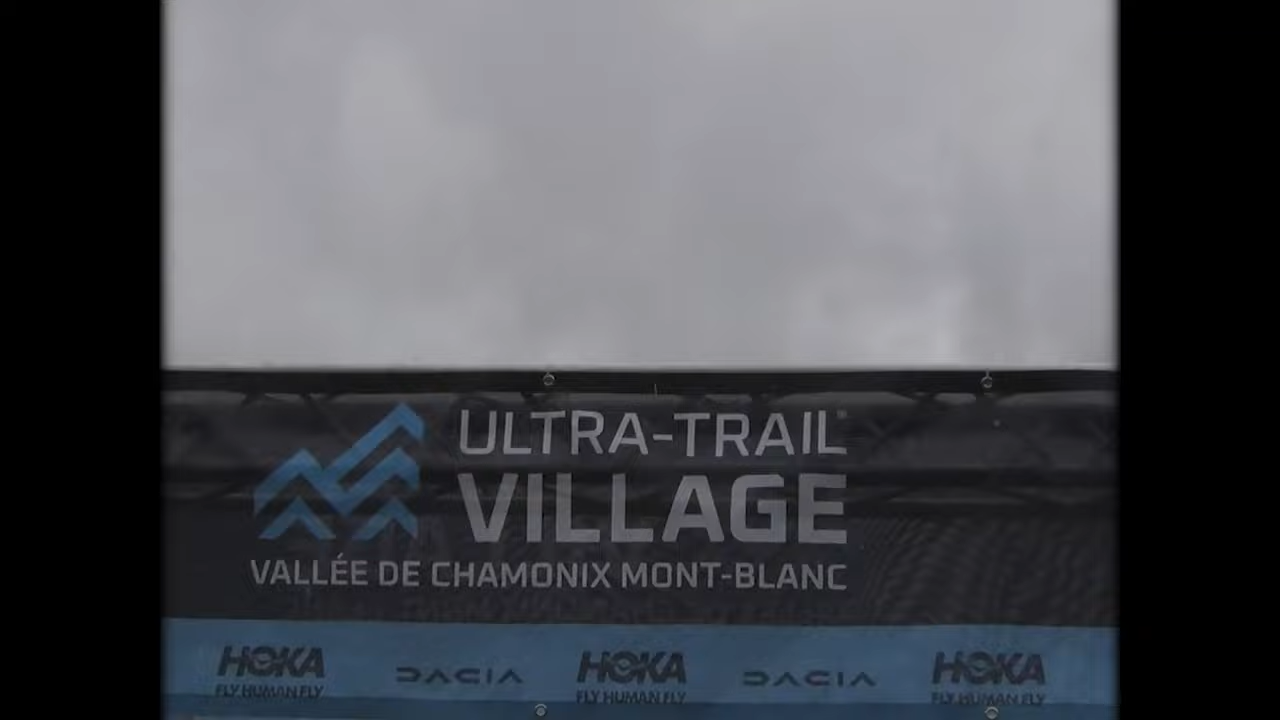 ULTRA-TRAIL
VILLAGE
VALLÉE DE CHAMONIX MONT-BLANC
HOKA DACIA HOKA DACIA HOKA
FLY HUMAN FLY FLY HUMAN FLY FLY HUMAN FLY